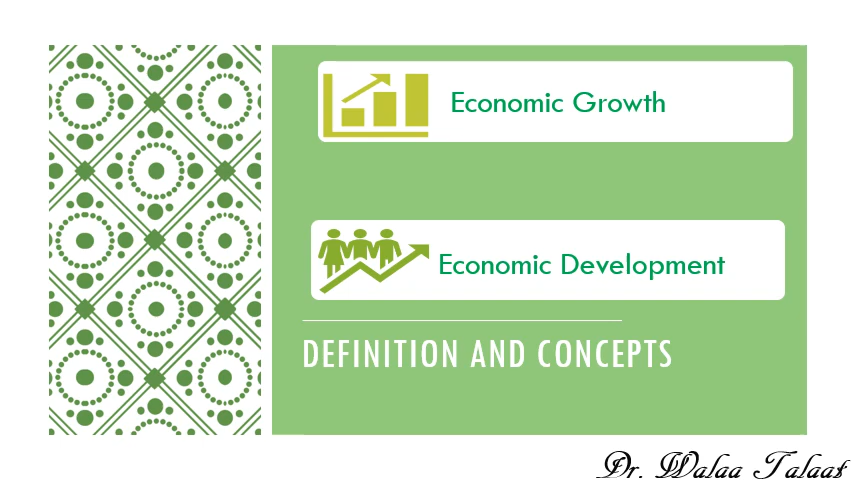 Economic Growth
Economic Development
DEFINITION AND CONCEPTS
Dr. Walaa Talaat